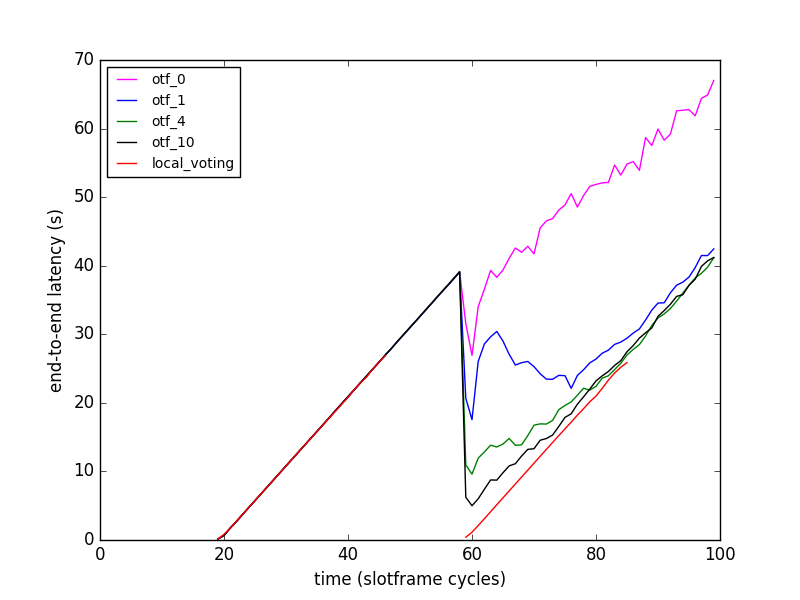 70
60
50
40
30
20
10
0
end-to-end latency (s)
otf_0
otf_1
otf_4
otf_10
local_voting
0 20 40 60 80 100
time (slotframe cycles)